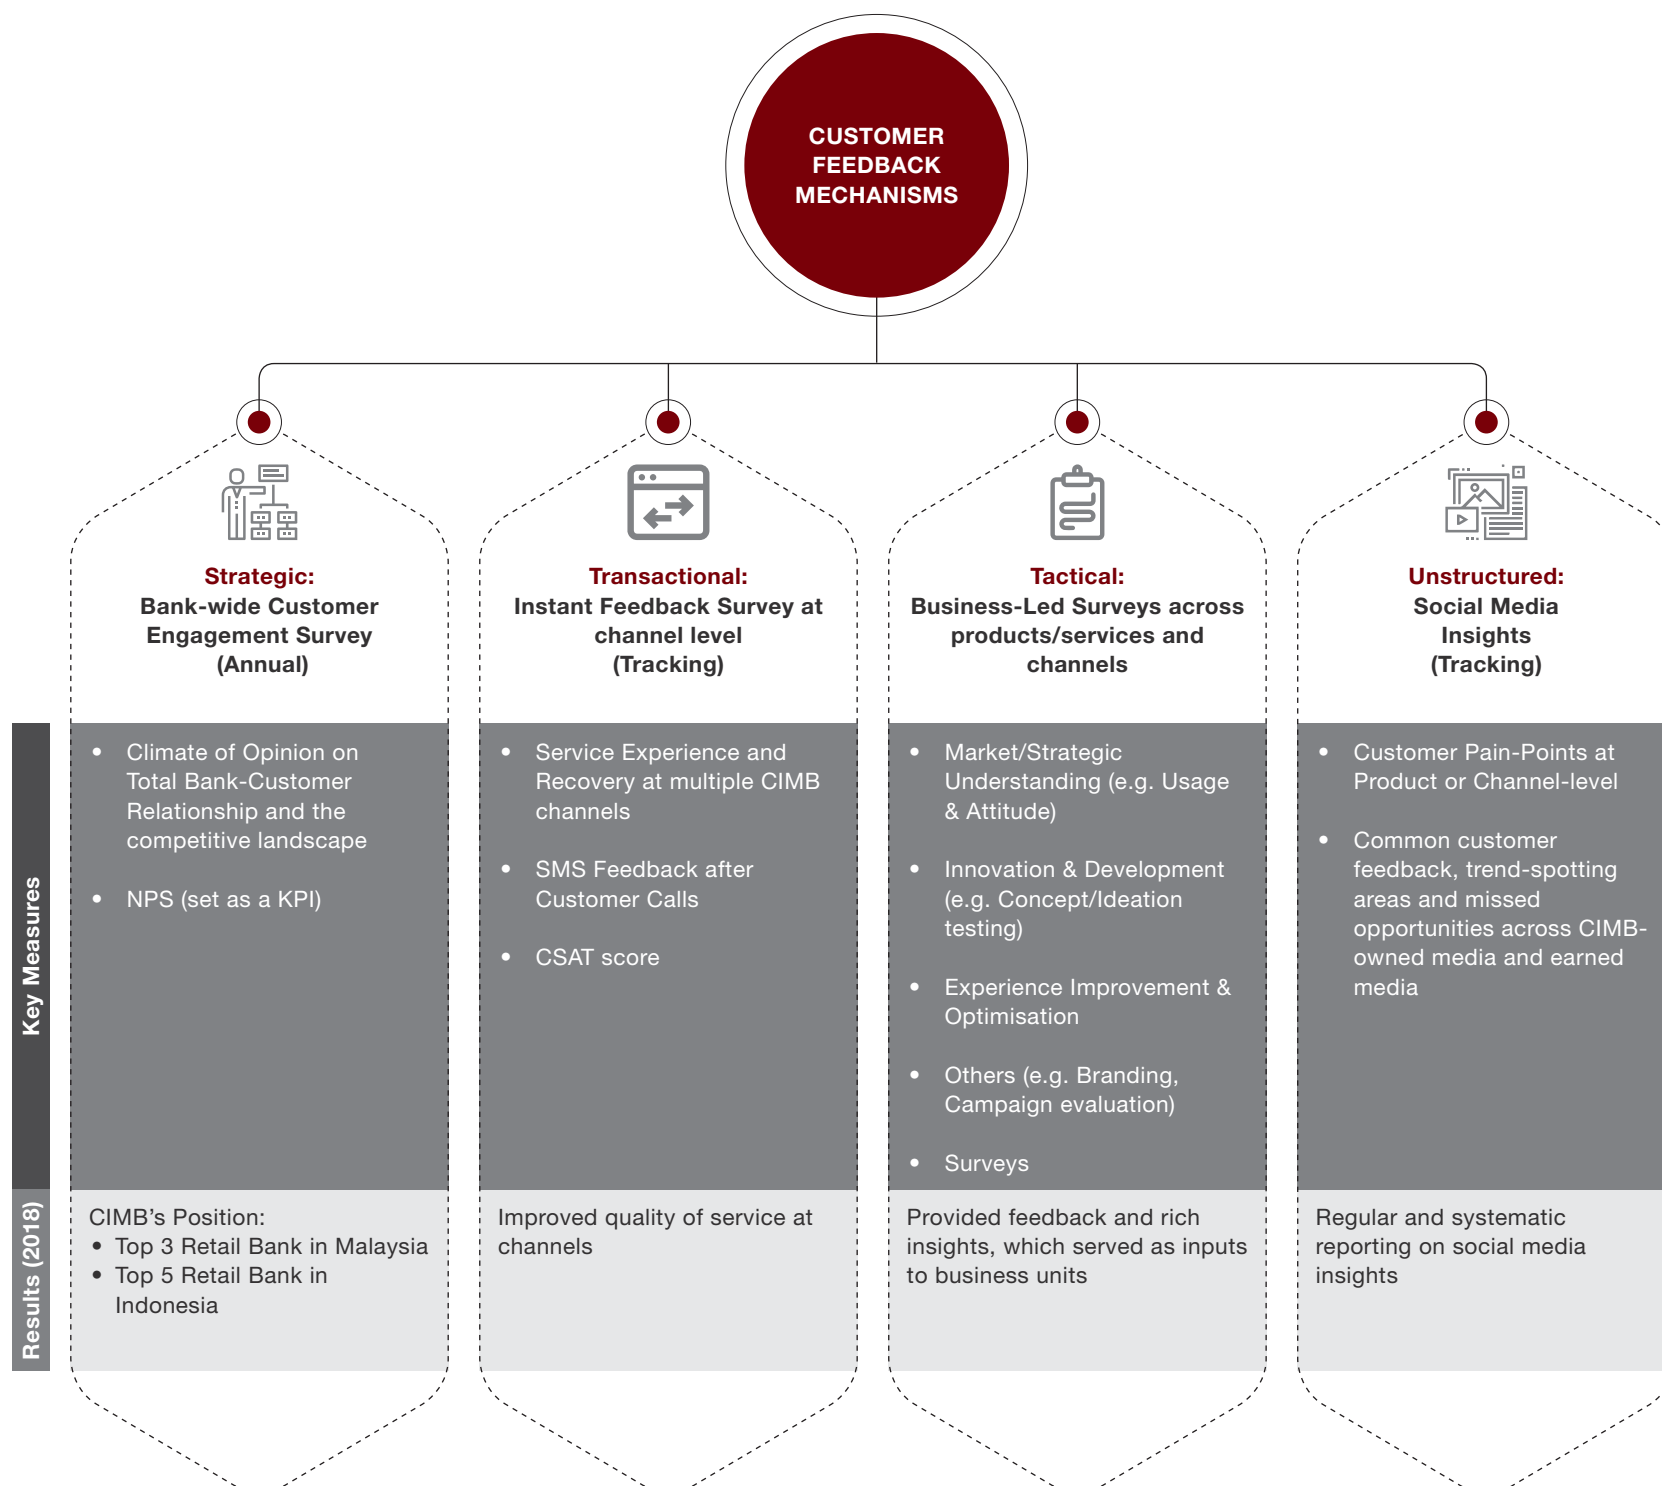 CUSTOMER
FEEDBACK
MECHANISMS
Strategic:
Bank-wide Customer
Engagement Survey
(Annual)
Transactional:
Instant Feedback Survey at
channel level
(Tracking)
Tactical:
Business-Led Surveys across
products/services and
channels
Unstructured:
Social Media
Insights
(Tracking)
Key Measures
• Climate of Opinion on
Total Bank-Customer
Relationship and the
competitive landscape
• NPS (set as a KPI)
• Service Experience and
Recovery at multiple CIMB
channels
• SMS Feedback after
Customer Calls
• CSAT score
• Market/Strategic
Understanding (e.g. Usage
& Attitude)
• Innovation & Development
(e.g. Concept/Ideation
testing)
• Experience Improvement &
Optimisation
• Others (e.g. Branding,
Campaign evaluation)
• Surveys
• Customer Pain-Points at
Product or Channel-level
• Common customer
feedback, trend-spotting
areas and missed
opportunities across CIMB-
owned media and earned
media
Results (2018)
CIMB’s Position:
• Top 3 Retail Bank in Malaysia
• Top 5 Retail Bank in
Indonesia
Improved quality of service at
channels
Provided feedback and rich
insights, which served as inputs
to business units
Regular and systematic
reporting on social media
insights